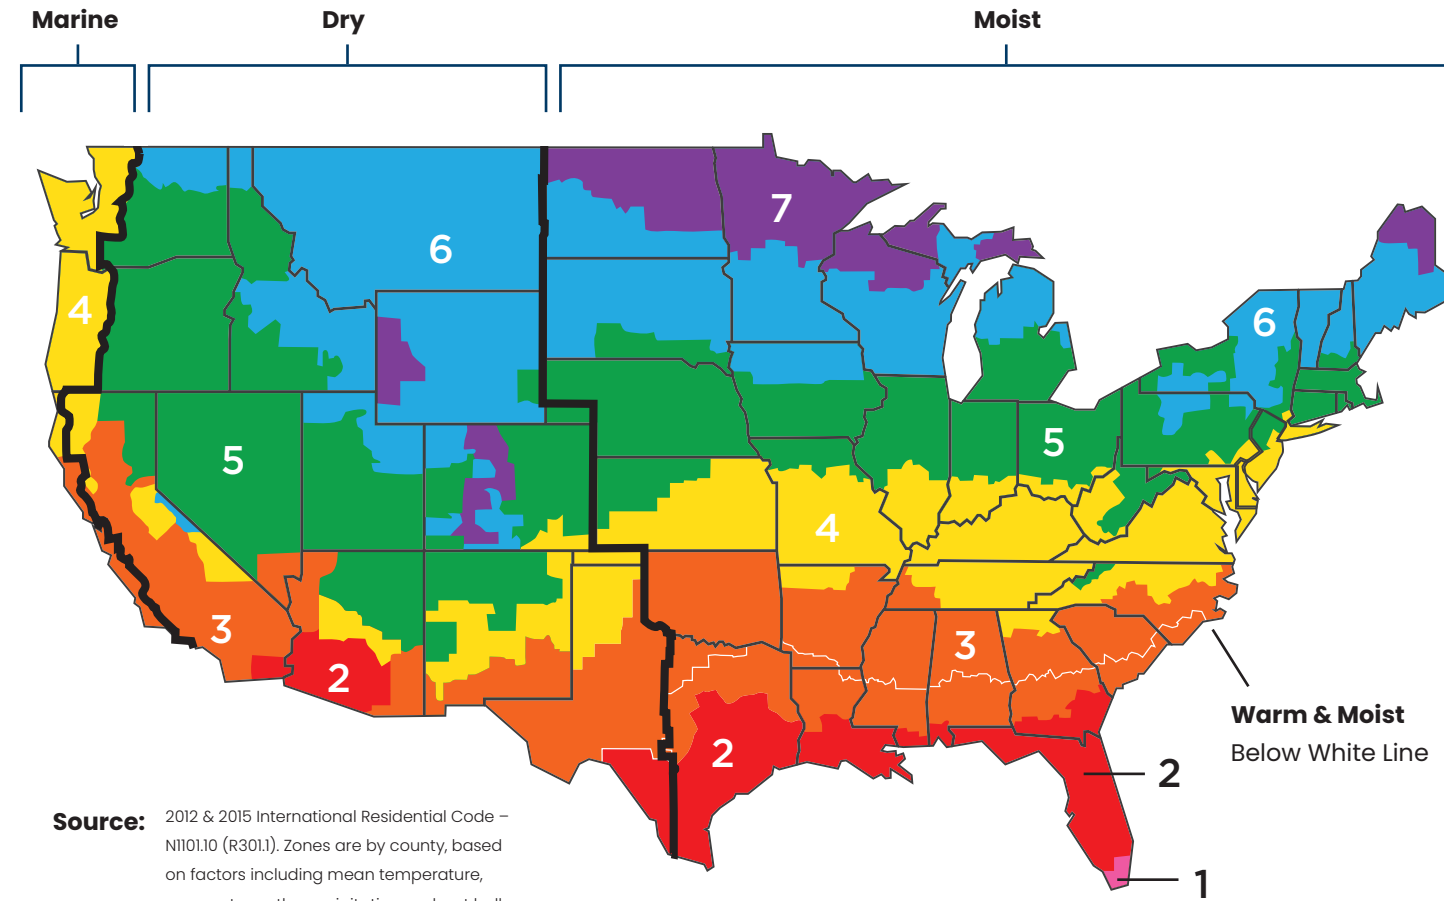 Marine
Dry
Moist
7
6
4
6
5
5
4
3
3
2
2
Warm & Moist
Below White Line
2
1
Source:
2012 & 2015 International Residential Code –
N1101.10 (R301.1). Zones are by county, based
on factors including mean temperature,